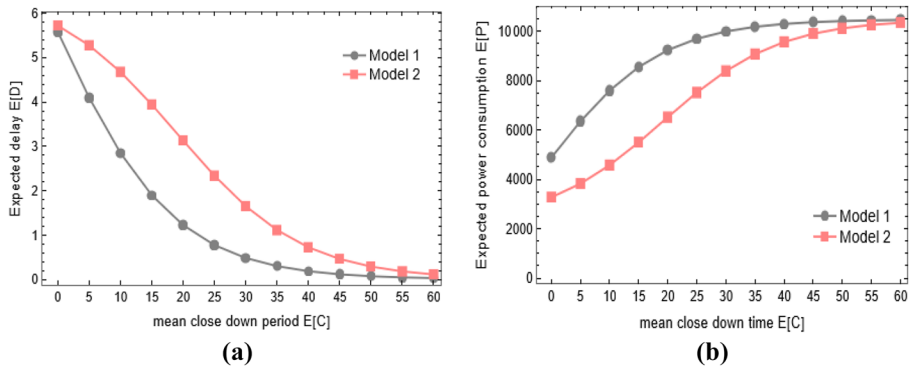 6
5
4
3
2
1
0
Expected delay E[D]
Model 1
Model 2
0 5 10 15 20 25 30 35 40 45 50 55 60
mean close down period E[C]
(a)
10000
8000
6000
4000
2000
0
Expected power consumption E[P]
Model 1
Model 2
0 5 10 15 20 25 30 35 40 45 50 55 60
mean close down time E[C]
(b)